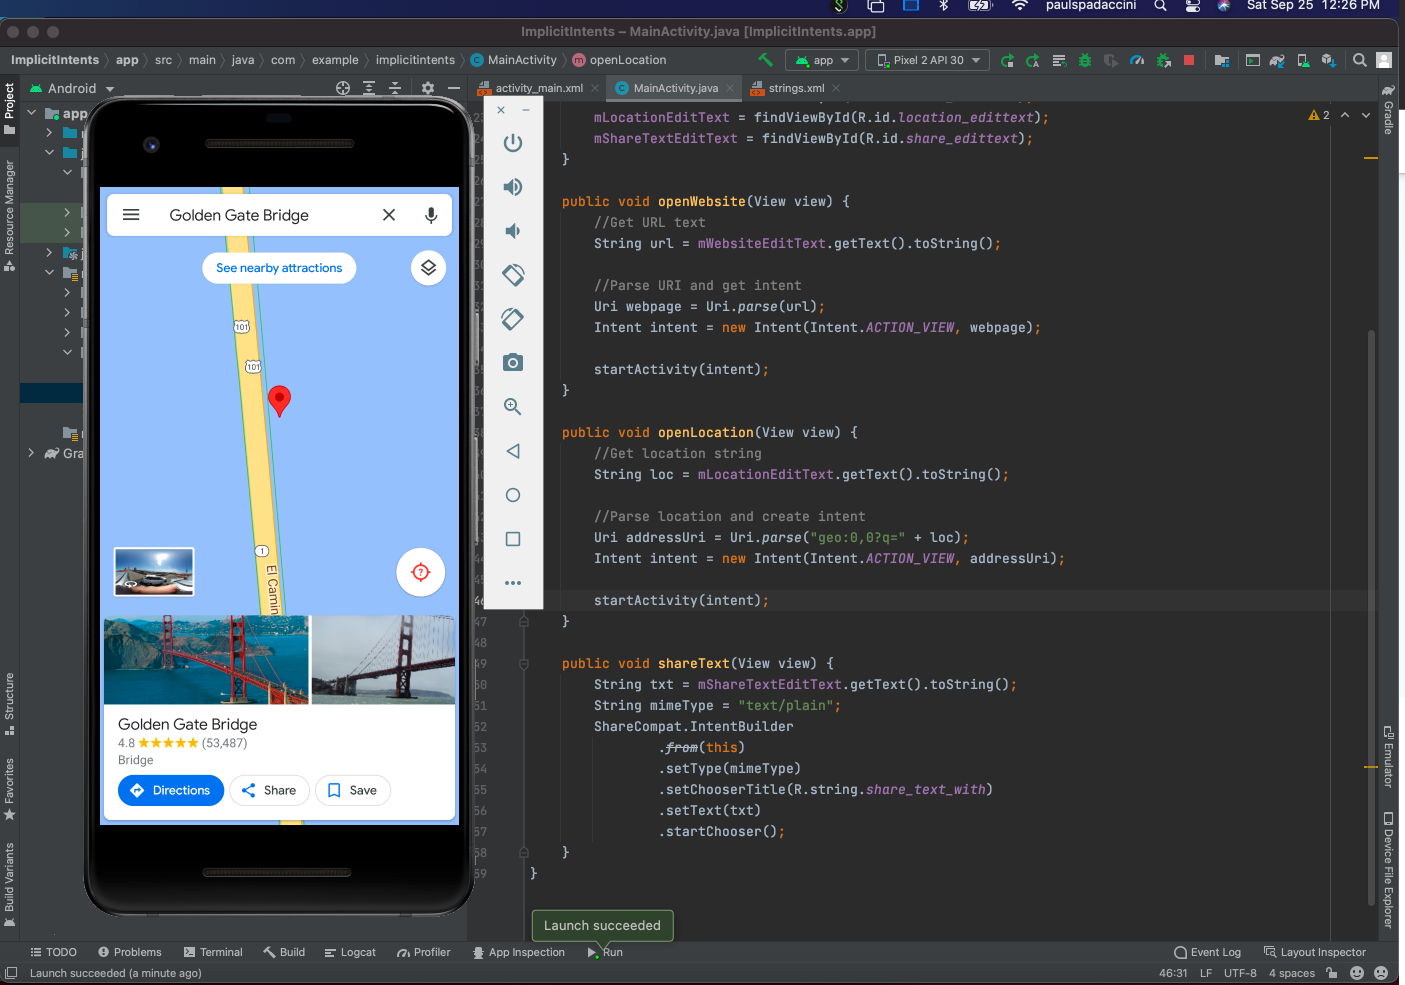 paulspadaccini Sat Sep 25 12:26 PM
ImplicitIntents – MainActivity.java [ImplicitIntents.app]
ImplicitIntents app src main java com example implicitintents MainActivity openLocation app Pixel 2 API 30
Android
activity_main.xml MainActivity.java strings.xml
Project
Resource Manager
Structure
Favorites
Build Variants
app
Gra
Golden Gate Bridge
See nearby attractions
101
101
1
El Camin
Golden Gate Bridge
4.8 ★★★★★ (53,487)
Bridge
Directions Share Save
2
mLocationEditText = findViewById(R.id.location_edittext);
mShareTextEditText = findViewById(R.id.share_edittext);
}
public void openWebsite(View view) {
//Get URL text
String url = mWebsiteEditText.getText().toString();
//Parse URI and get intent
Uri webpage = Uri.parse(url);
Intent intent = new Intent(Intent.ACTION_VIEW, webpage);
startActivity(intent);
}
public void openLocation(View view) {
//Get location string
String loc = mLocationEditText.getText().toString();
//Parse location and create intent
Uri addressUri = Uri.parse("geo:0,0?q=" + loc);
Intent intent = new Intent(Intent.ACTION_VIEW, addressUri);
startActivity(intent);
47 }
48
49 public void shareText(View view) {
50 String txt = mShareTextEditText.getText().toString();
51 String mimeType = "text/plain";
52 ShareCompat.IntentBuilder
53 .from(this)
54 .setType(mimeType)
55 .setChooserTitle(R.string.share_text_with)
56 .setText(txt)
57 .startChooser();
58 }
59 }
Gradle
Emulator
Device File Explorer
Launch succeeded
TODO Problems Terminal Build Logcat Profiler App Inspection Run Event Log Layout Inspector
Launch succeeded (a minute ago) 46:31 LF UTF-8 4 spaces